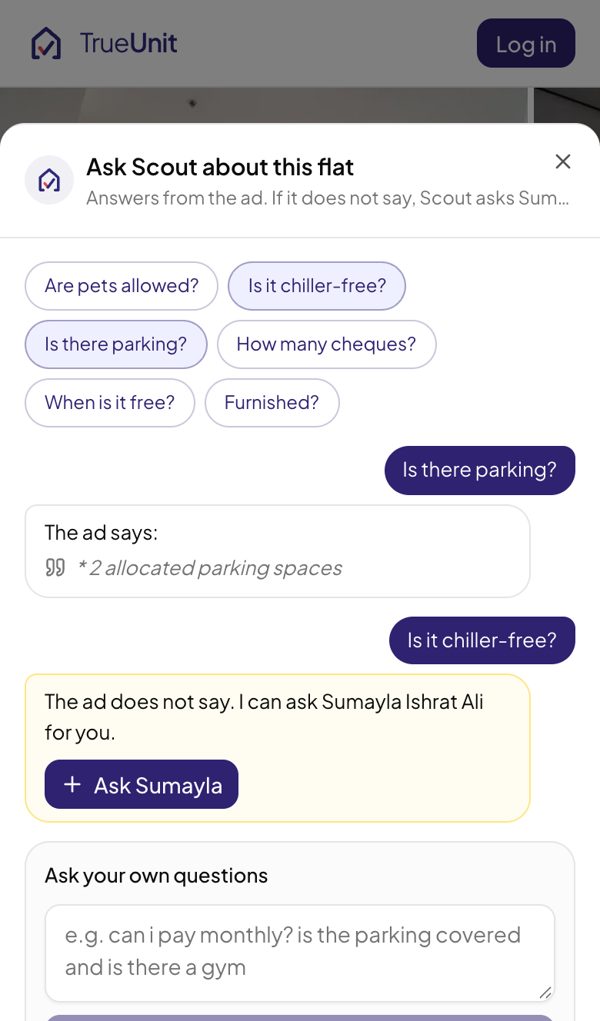 TrueUnit
Log in
Ask Scout about this flat
Answers from the ad. If it does not say, Scout asks Sum...
Are pets allowed?
Is it chiller-free?
Is there parking?
How many cheques?
When is it free?
Furnished?
Is there parking?
The ad says:
* 2 allocated parking spaces
Is it chiller-free?
The ad does not say. I can ask Sumayla Ishrat Ali
for you.
+ Ask Sumayla
Ask your own questions
e.g. can i pay monthly? is the parking covered
and is there a gym